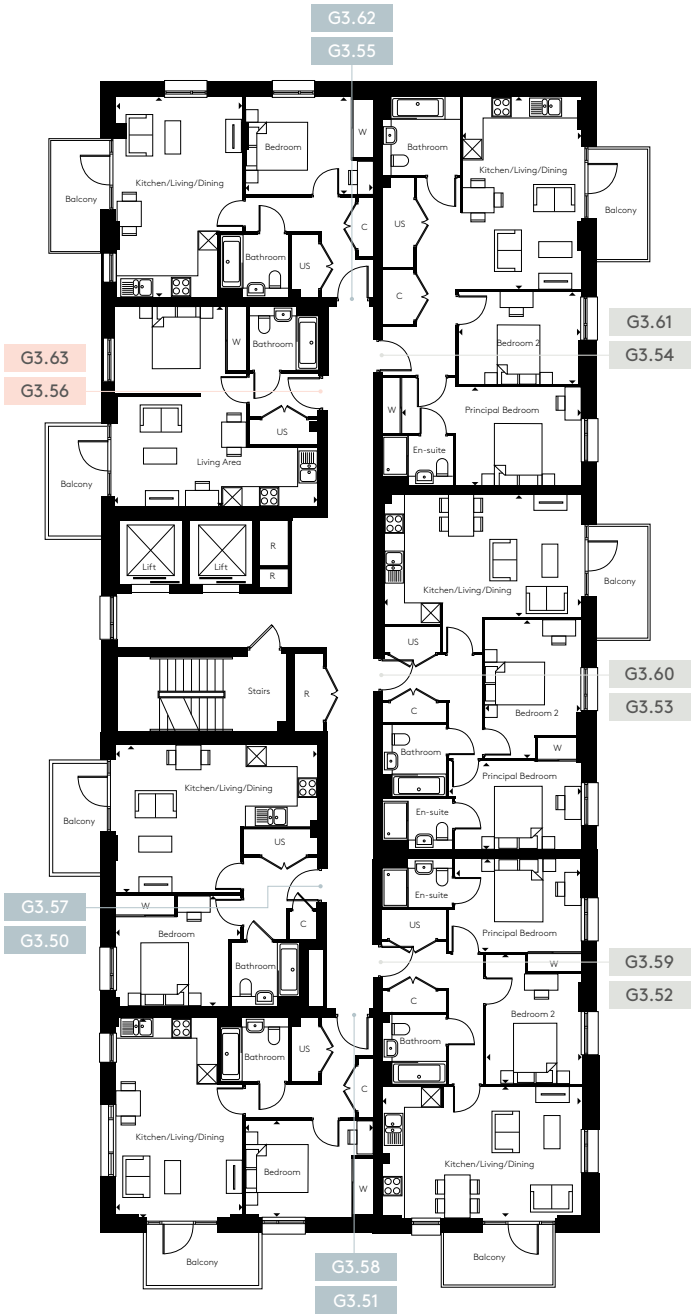 G3.62
G3.55
Kitchen/Living/Dining
Balcony
Bedroom
W
C
Bathroom
US
Bathroom
Kitchen/Living/Dining
Balcony
US
C
Bedroom 2
G3.61
G3.54
Principal Bedroom
W
En-suite
G3.63
G3.56
W
Bathroom
US
Living Area
Balcony
Lift
Lift
R
R
Stairs
R
Kitchen/Living/Dining
Balcony
US
C
Bedroom 2
G3.60
G3.53
W
Bathroom
Principal Bedroom
En-suite
Kitchen/Living/Dining
Balcony
US
G3.57
G3.50
W
Bedroom
C
Bathroom
En-suite
Principal Bedroom
US
W
G3.59
G3.52
C
Bedroom 2
Bathroom
Kitchen/Living/Dining
Balcony
Bathroom
US
C
Kitchen/Living/Dining
Bedroom
W
Balcony
G3.58
G3.51